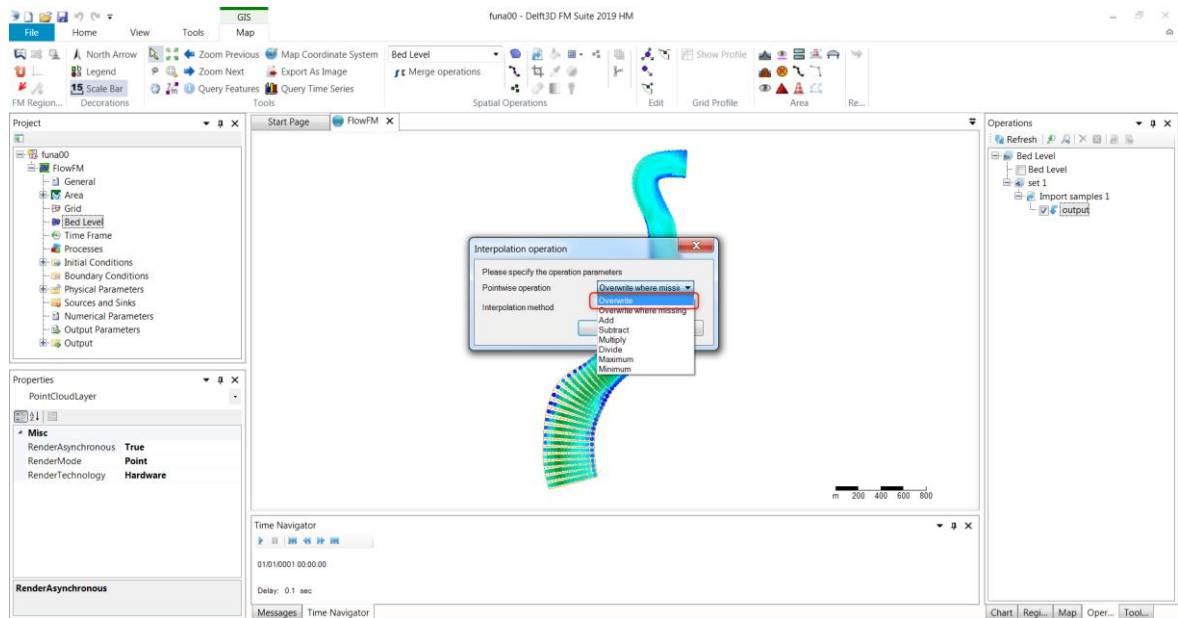 GIS
funa00 - Delft3D FM Suite 2019 HM
File
Home
View
Tools
Map
North Arrow
Legend
15 Scale Bar
Zoom Previous
Zoom Next
Query Features
Map Coordinate System
Export As Image
Query Time Series
Bed Level
Merge operations
Show Profile
FM Region...
Decorations
Tools
Spatial Operations
Edit
Grid Profile
Area
Re...
Project
funa00
FlowFM
General
Area
Grid
Bed Level
Time Frame
Processes
Initial Conditions
Boundary Conditions
Physical Parameters
Sources and Sinks
Numerical Parameters
Output Parameters
Output
Properties
PointCloudLayer
Misc
RenderAsynchronous True
RenderMode Point
RenderTechnology Hardware
RenderAsynchronous
Start Page
FlowFM
Interpolation operation
Please specify the operation parameters
Pointwise operation
Overwrite where missi
Interpolation method
Overwrite
Overwrite where missing
Add
Subtract
Multiply
Divide
Maximum
Minimum
m 200 400 600 800
Time Navigator
01/01/0001 00:00:00
Delay: 0.1 sec
Messages
Time Navigator
Operations
Refresh
Bed Level
Bed Level
set 1
Import samples 1
output
Chart
Regi...
Map
Oper...
Tool...